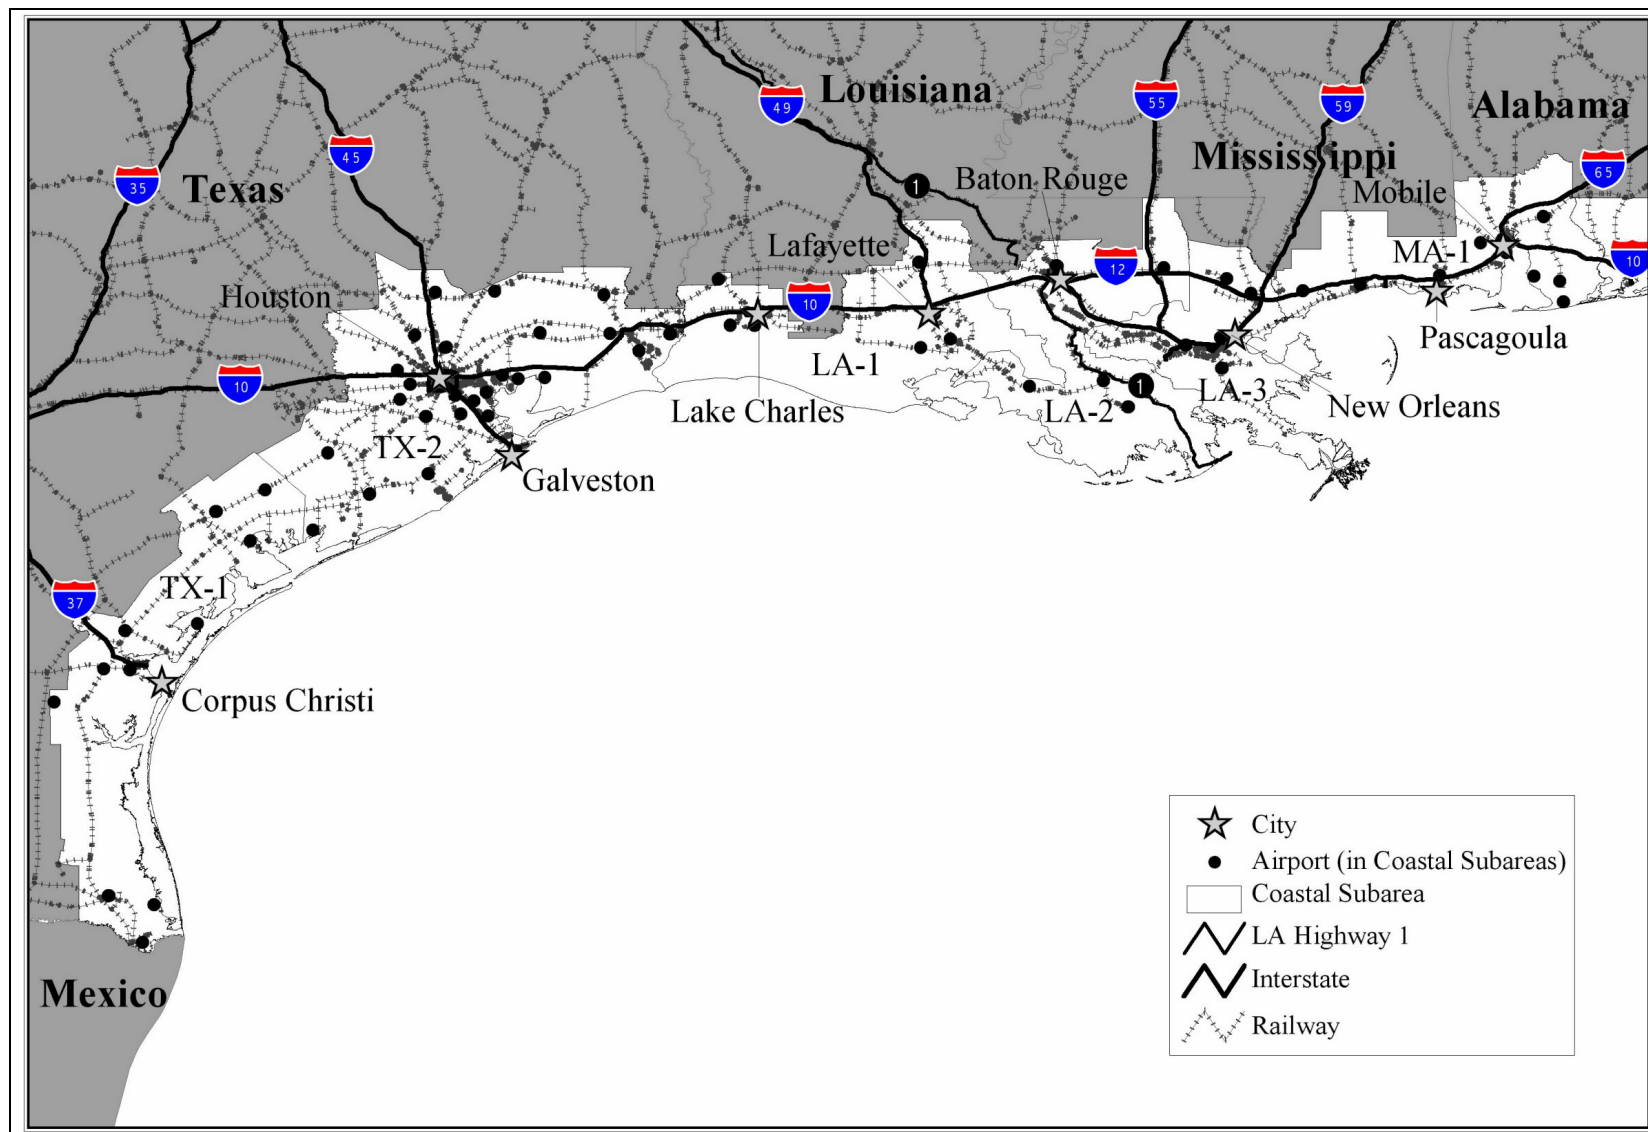 49
Louisiana
55
59
Alabama
45
Mississippi
65
35
Texas
1
Baton Rouge
Mobile
Lafayette
MA-1
12
10
Houston
10
Pascagoula
LA-1
10
1
LA-3
Lake Charles
LA-2
New Orleans
TX-2
Galveston
TX-1
37
Corpus Christi
City
Airport (in Coastal Subareas)
Coastal Subarea
LA Highway 1
Interstate
Railway
Mexico